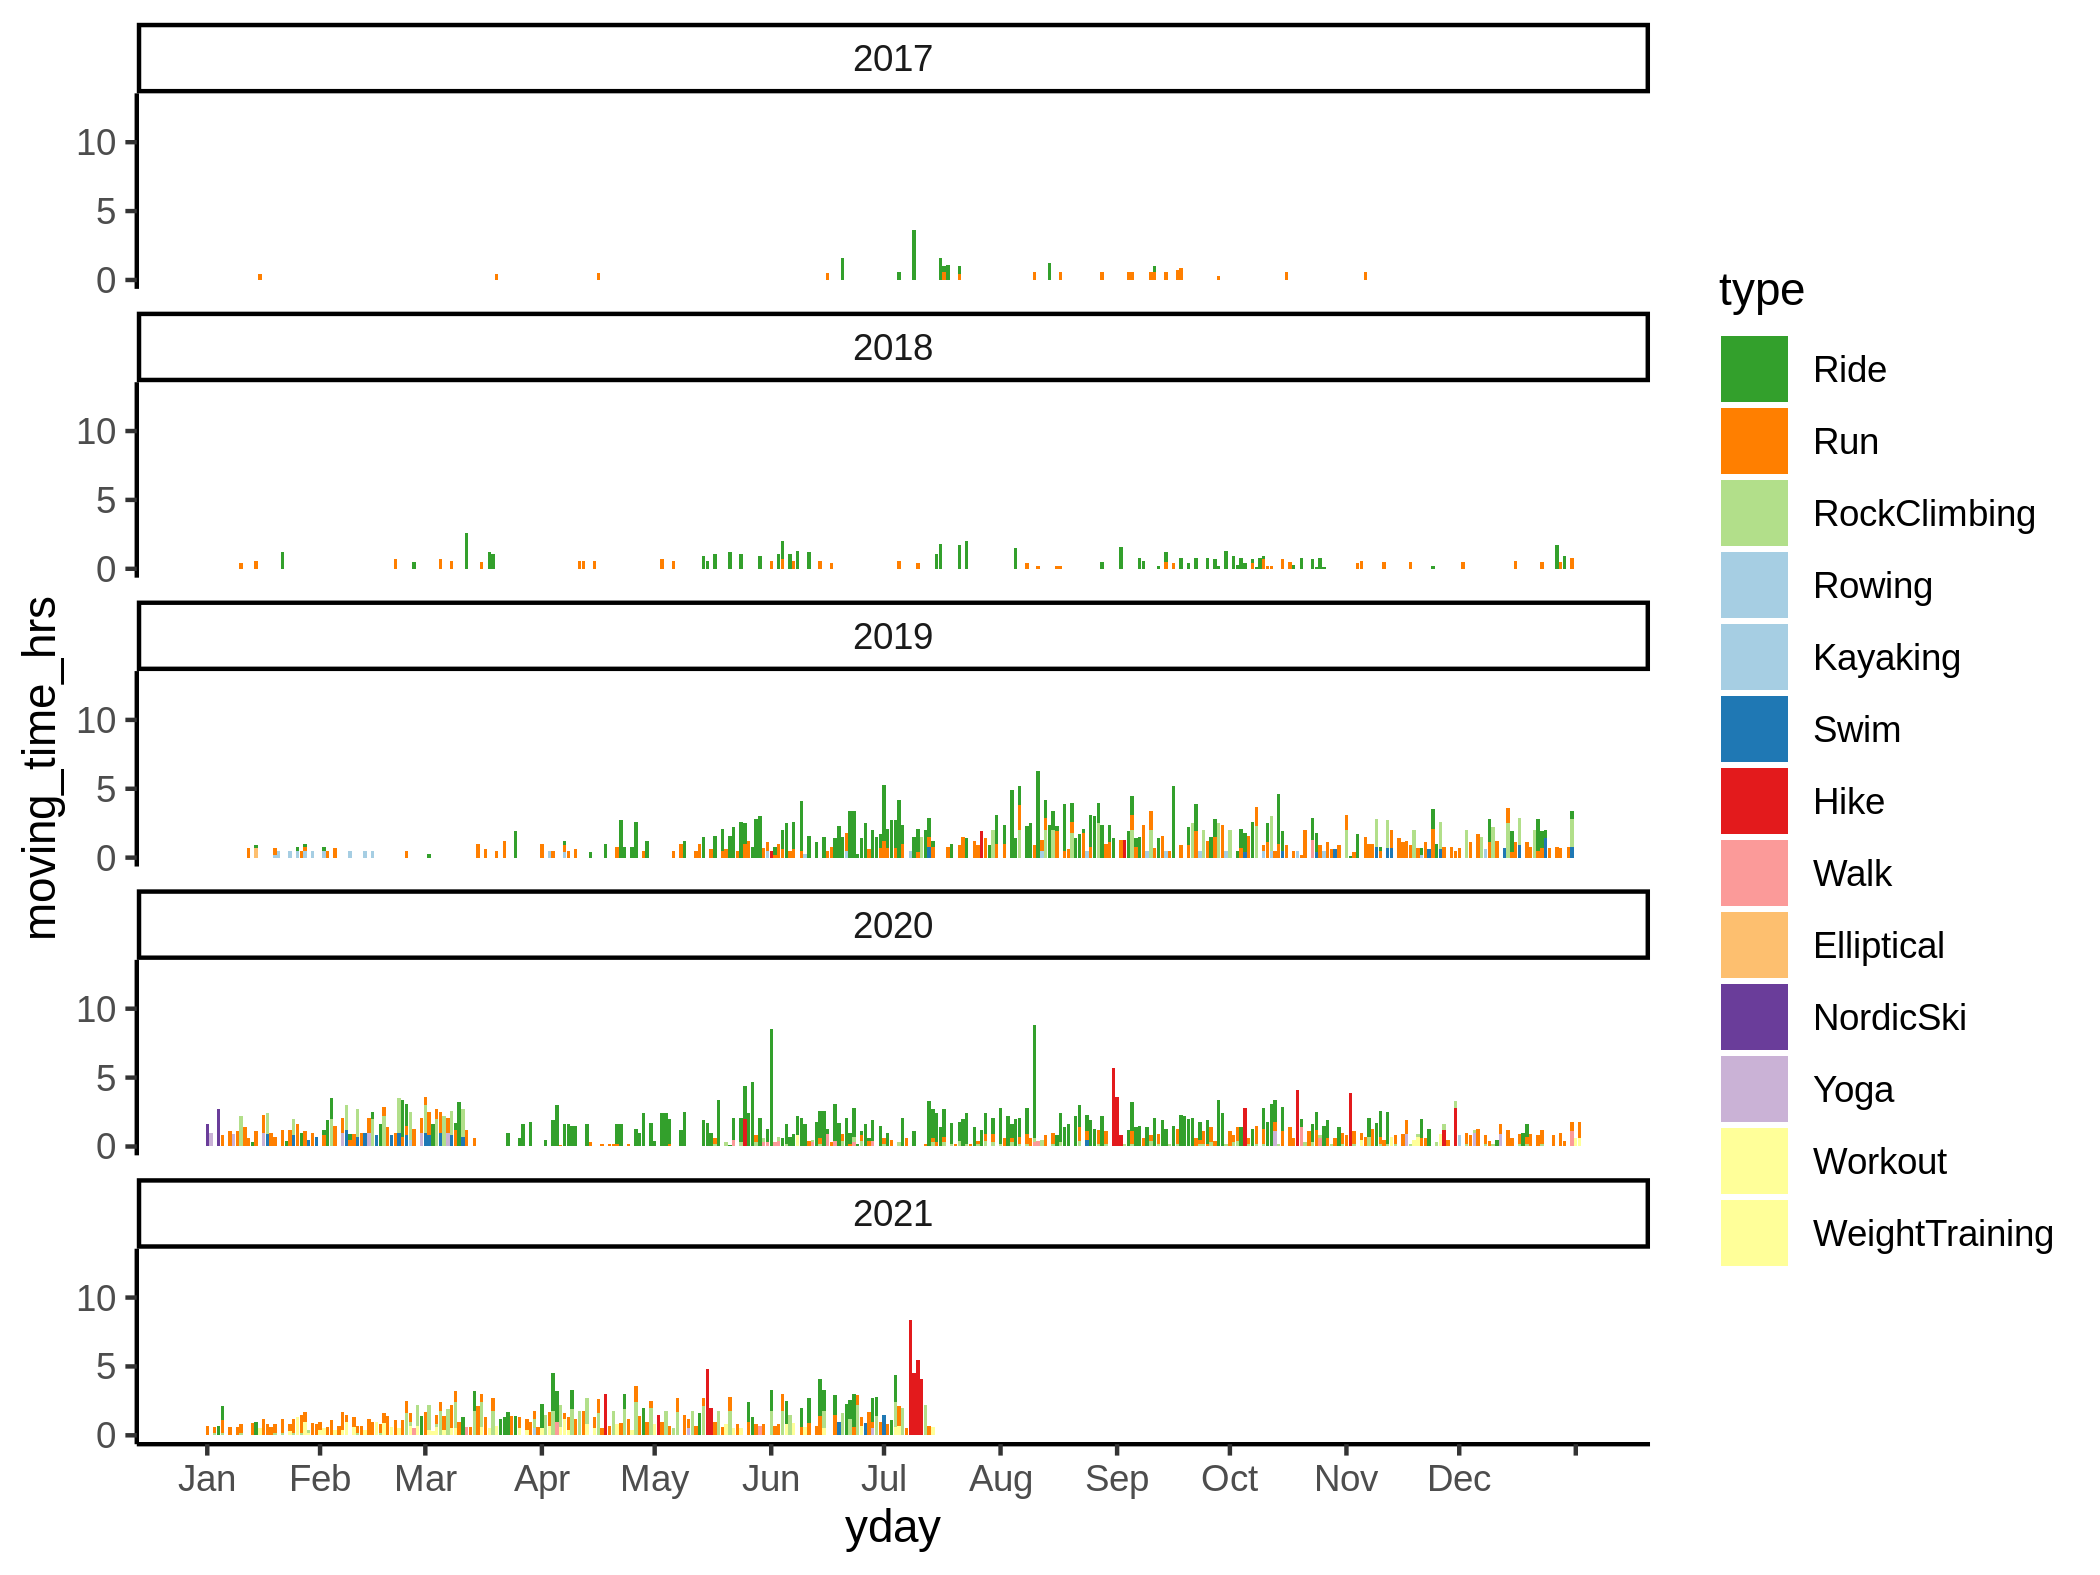 2017
10
5
0
2018
10
5
0
2019
10
5
0
2020
10
5
0
2021
10
5
0
Jan Feb Mar Apr May Jun Jul Aug Sep Oct Nov Dec
yday
moving_time_hrs
type
Ride
Run
RockClimbing
Rowing
Kayaking
Swim
Hike
Walk
Elliptical
NordicSki
Yoga
Workout
WeightTraining